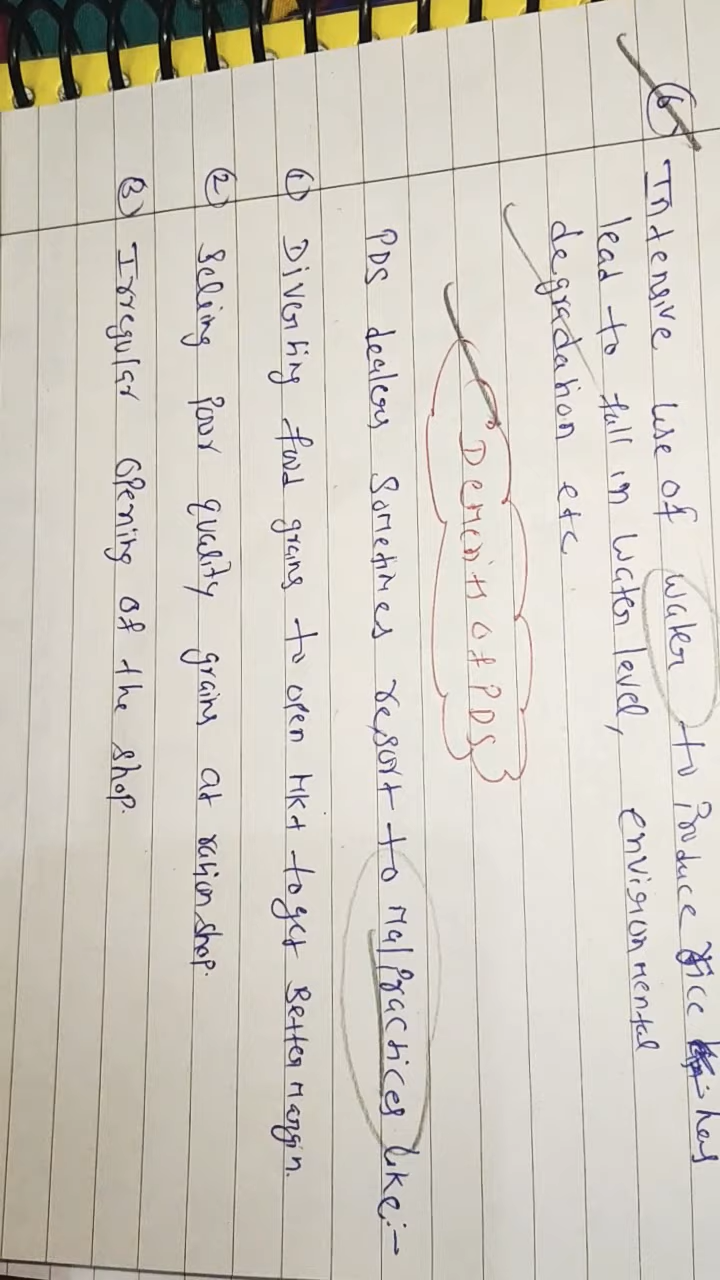 ⑥ Intensive use of water to Produce rice has
lead to fall in water level, environmental
degradation etc
Demerit of PDS
PDS dealers Sometimes resort to MalPractices like:-
① Diverting food grains to open Mkt to get Better Margin.
② Selling Poor quality grains at ration shop.
③ Irregular opening of the shop.